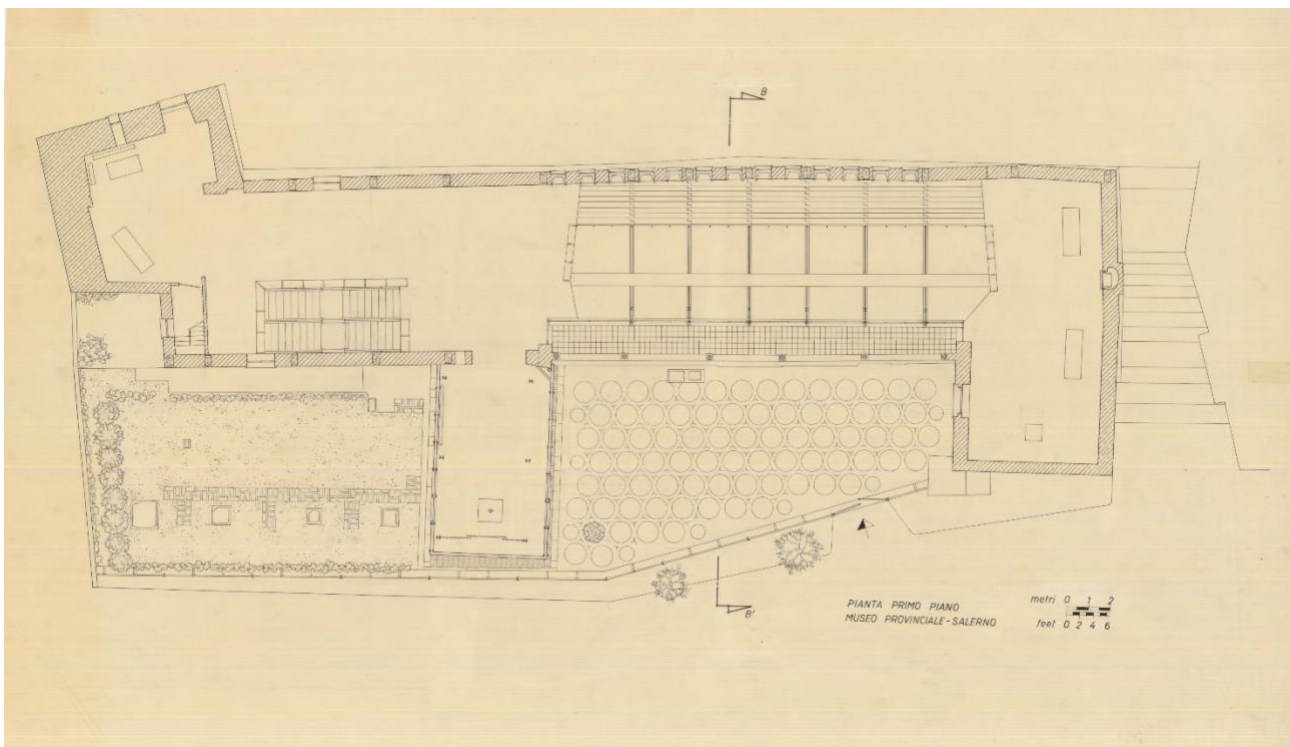 B
B'
PIANTA PRIMO PIANO
MUSEO PROVINCIALE-SALERNO
metri 0 1 2
feet 0 2 4 6